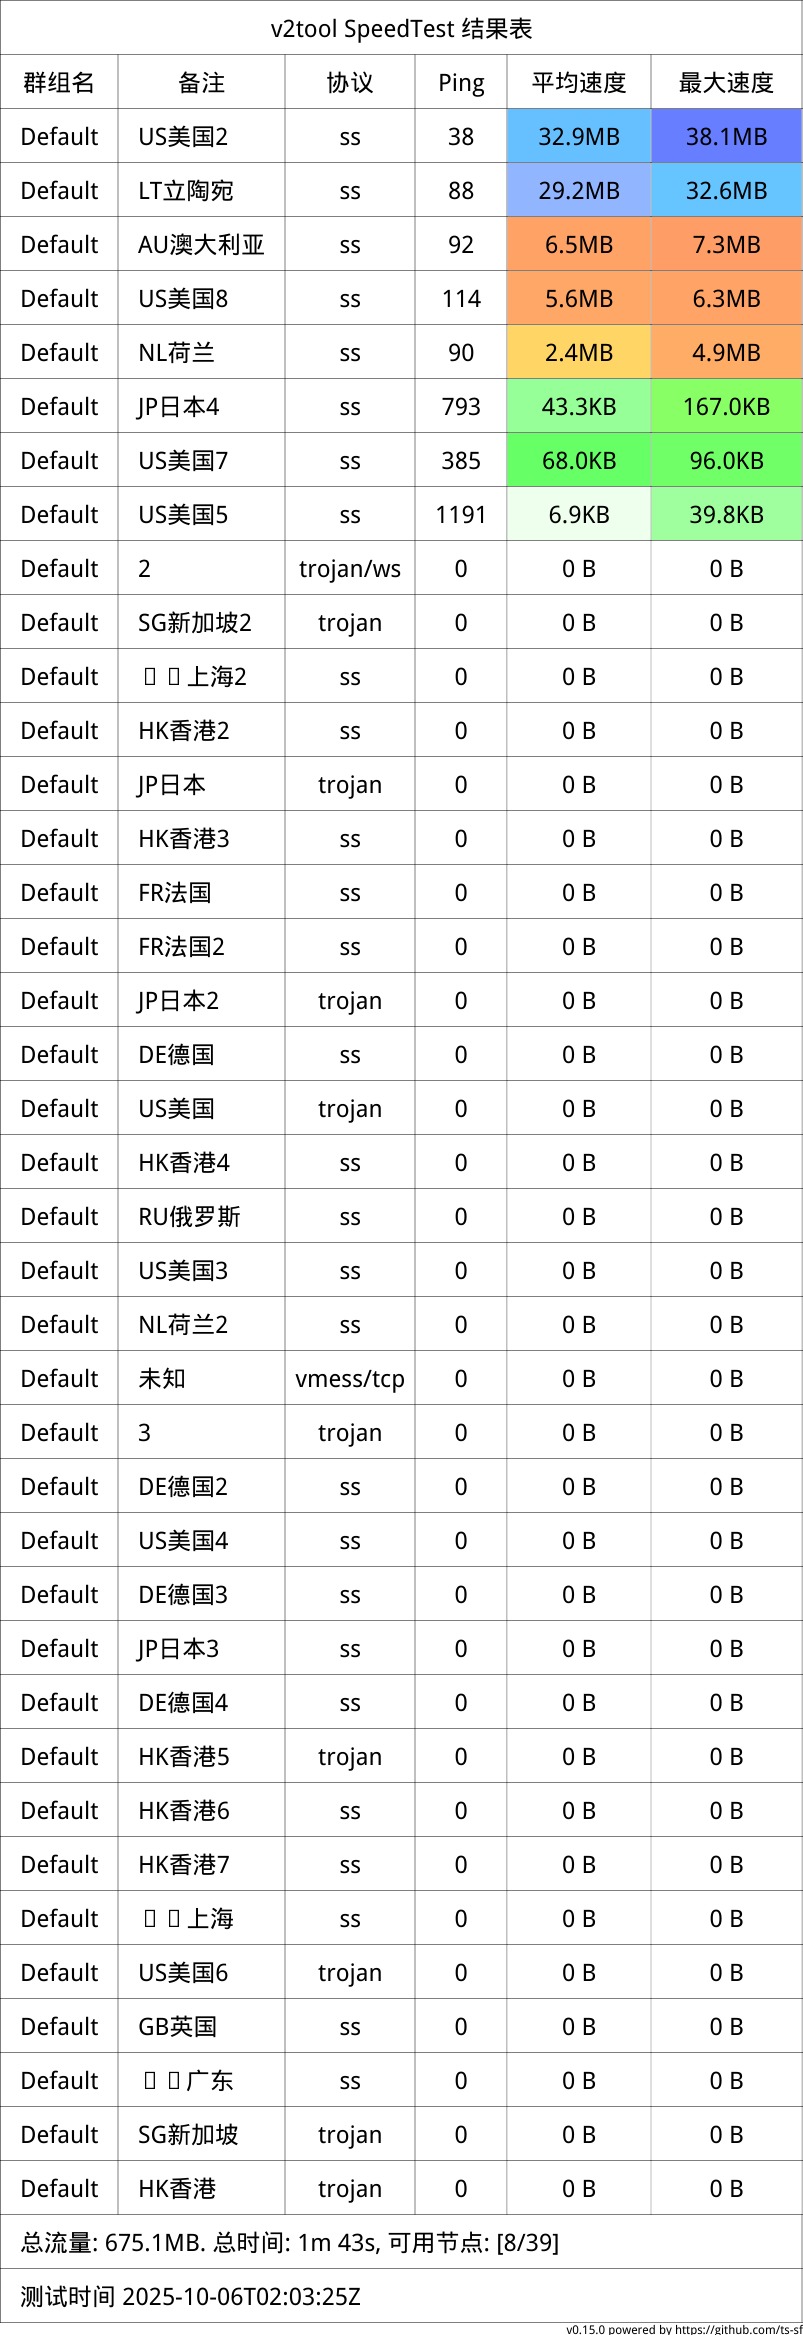 v2tool SpeedTest 结果表
群组名 备注 协议 Ping 平均速度 最大速度
Default US美国2 ss 38 32.9MB 38.1MB
Default LT立陶宛 ss 88 29.2MB 32.6MB
Default AU澳大利亚 ss 92 6.5MB 7.3MB
Default US美国8 ss 114 5.6MB 6.3MB
Default NL荷兰 ss 90 2.4MB 4.9MB
Default JP日本4 ss 793 43.3KB 167.0KB
Default US美国7 ss 385 68.0KB 96.0KB
Default US美国5 ss 1191 6.9KB 39.8KB
Default 2 trojan/ws 0 0 B 0 B
Default SG新加坡2 trojan 0 0 B 0 B
Default 上海2 ss 0 0 B 0 B
Default HK香港2 ss 0 0 B 0 B
Default JP日本 trojan 0 0 B 0 B
Default HK香港3 ss 0 0 B 0 B
Default FR法国 ss 0 0 B 0 B
Default FR法国2 ss 0 0 B 0 B
Default JP日本2 trojan 0 0 B 0 B
Default DE德国 ss 0 0 B 0 B
Default US美国 trojan 0 0 B 0 B
Default HK香港4 ss 0 0 B 0 B
Default RU俄罗斯 ss 0 0 B 0 B
Default US美国3 ss 0 0 B 0 B
Default NL荷兰2 ss 0 0 B 0 B
Default 未知 vmess/tcp 0 0 B 0 B
Default 3 trojan 0 0 B 0 B
Default DE德国2 ss 0 0 B 0 B
Default US美国4 ss 0 0 B 0 B
Default DE德国3 ss 0 0 B 0 B
Default JP日本3 ss 0 0 B 0 B
Default DE德国4 ss 0 0 B 0 B
Default HK香港5 trojan 0 0 B 0 B
Default HK香港6 ss 0 0 B 0 B
Default HK香港7 ss 0 0 B 0 B
Default 上海 ss 0 0 B 0 B
Default US美国6 trojan 0 0 B 0 B
Default GB英国 ss 0 0 B 0 B
Default 广东 ss 0 0 B 0 B
Default SG新加坡 trojan 0 0 B 0 B
Default HK香港 trojan 0 0 B 0 B
总流量: 675.1MB. 总时间: 1m 43s, 可用节点: [8/39]
测试时间 2025-10-06T02:03:25Z
v0.15.0 powered by https://github.com/ts-sf